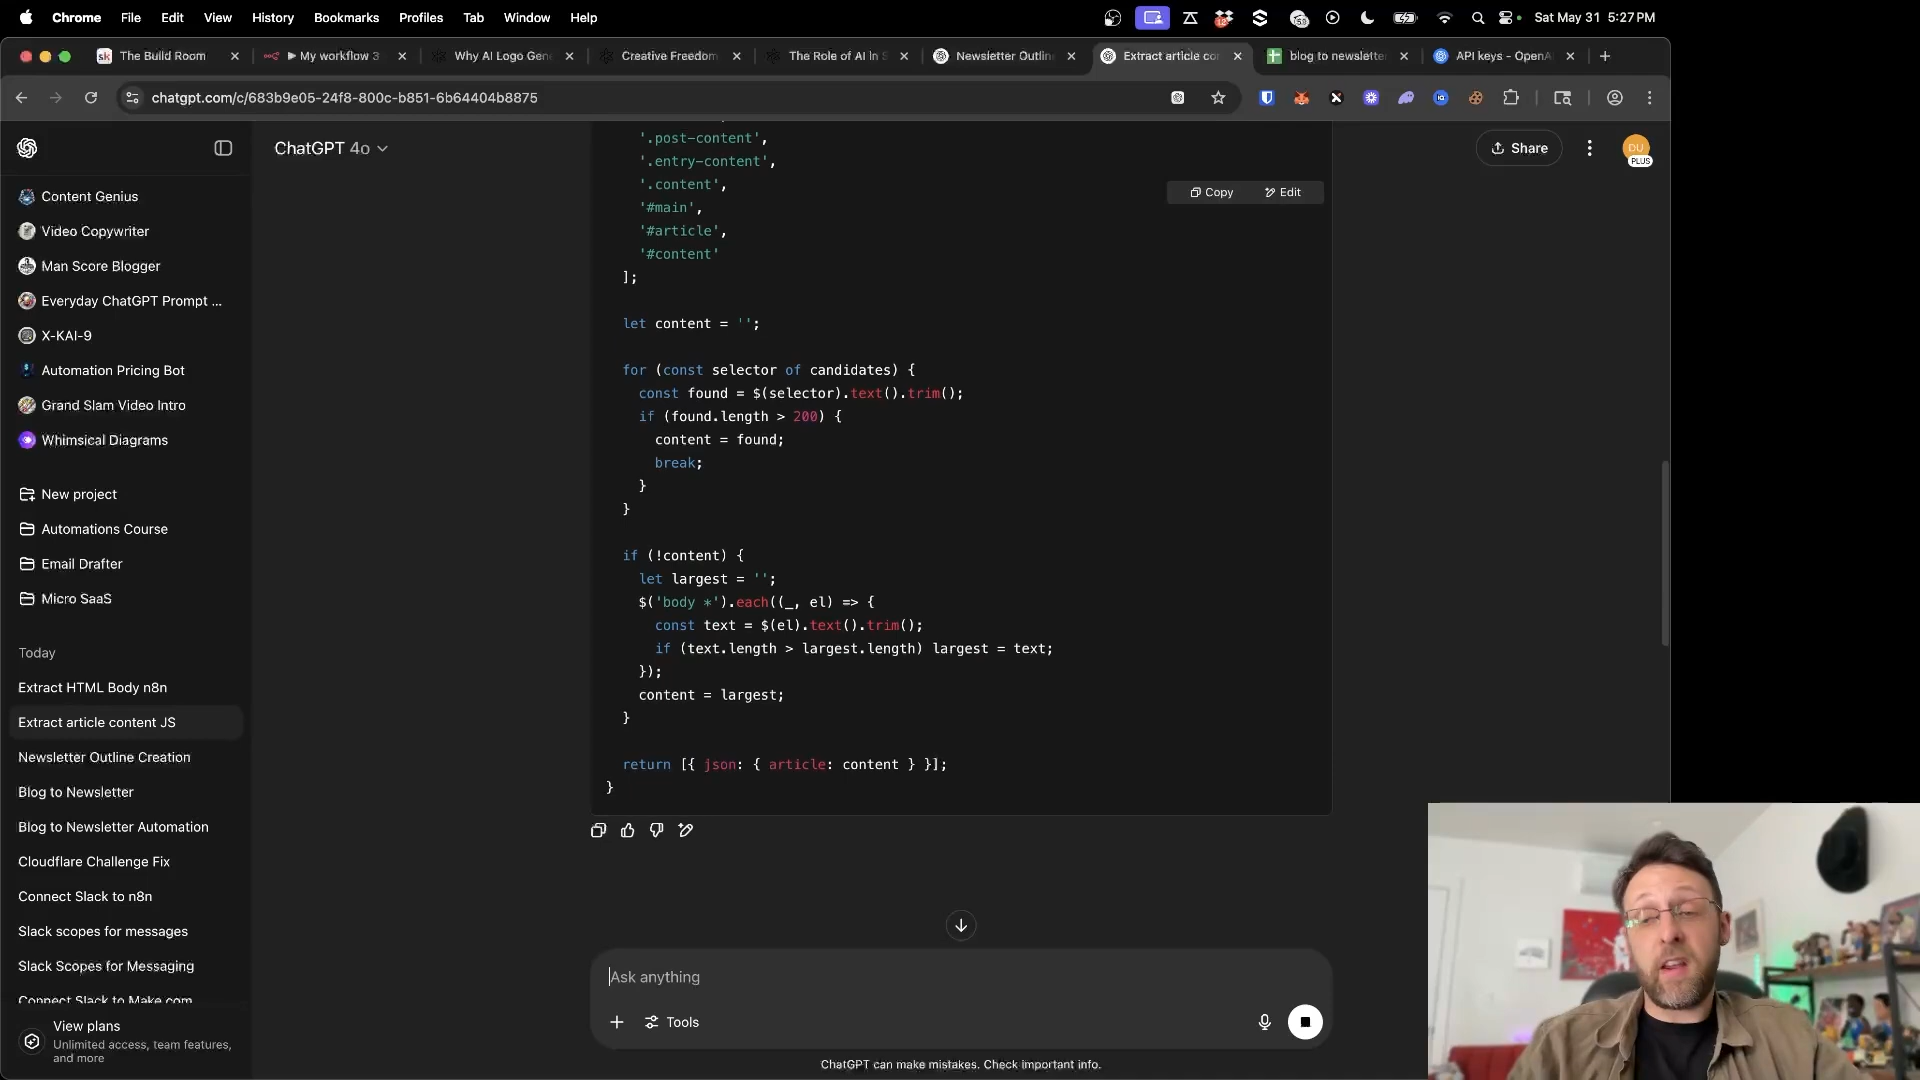 Chrome File Edit View History Bookmarks Profiles Tab Window Help Sat May 31 5:27 PM
The Build Room My workflow 3 Why AI Logo Gen Creative Freedom The Role of AI In S Newsletter Outlin Extract article co blog to newsletter API keys - OpenA
chatgpt.com/c/683b9e05-24f8-800c-b851-6b64404b8875
ChatGPT 4o Share DU PLUS
Content Genius
Video Copywriter
Man Score Blogger
Everyday ChatGPT Prompt ...
X-KAI-9
Automation Pricing Bot
Grand Slam Video Intro
Whimsical Diagrams
New project
Automations Course
Email Drafter
Micro SaaS
Today
Extract HTML Body n8n
Extract article content JS
Newsletter Outline Creation
Blog to Newsletter
Blog to Newsletter Automation
Cloudflare Challenge Fix
Connect Slack to n8n
Slack scopes for messages
Slack Scopes for Messaging
Connect Slack to Make.com
View plans
Unlimited access, team features,
and more
Copy Edit
'.post-content',
'.entry-content',
'.content',
'#main',
'#article',
'#content'
];
let content = '';
for (const selector of candidates) {
const found = $(selector).text().trim();
if (found.length > 200) {
content = found;
break;
}
}
if (!content) {
let largest = '';
$('body *').each((_, el) => {
const text = $(el).text().trim();
if (text.length > largest.length) largest = text;
});
content = largest;
}
return [{ json: { article: content } }];
}
Ask anything
Tools
ChatGPT can make mistakes. Check important info.